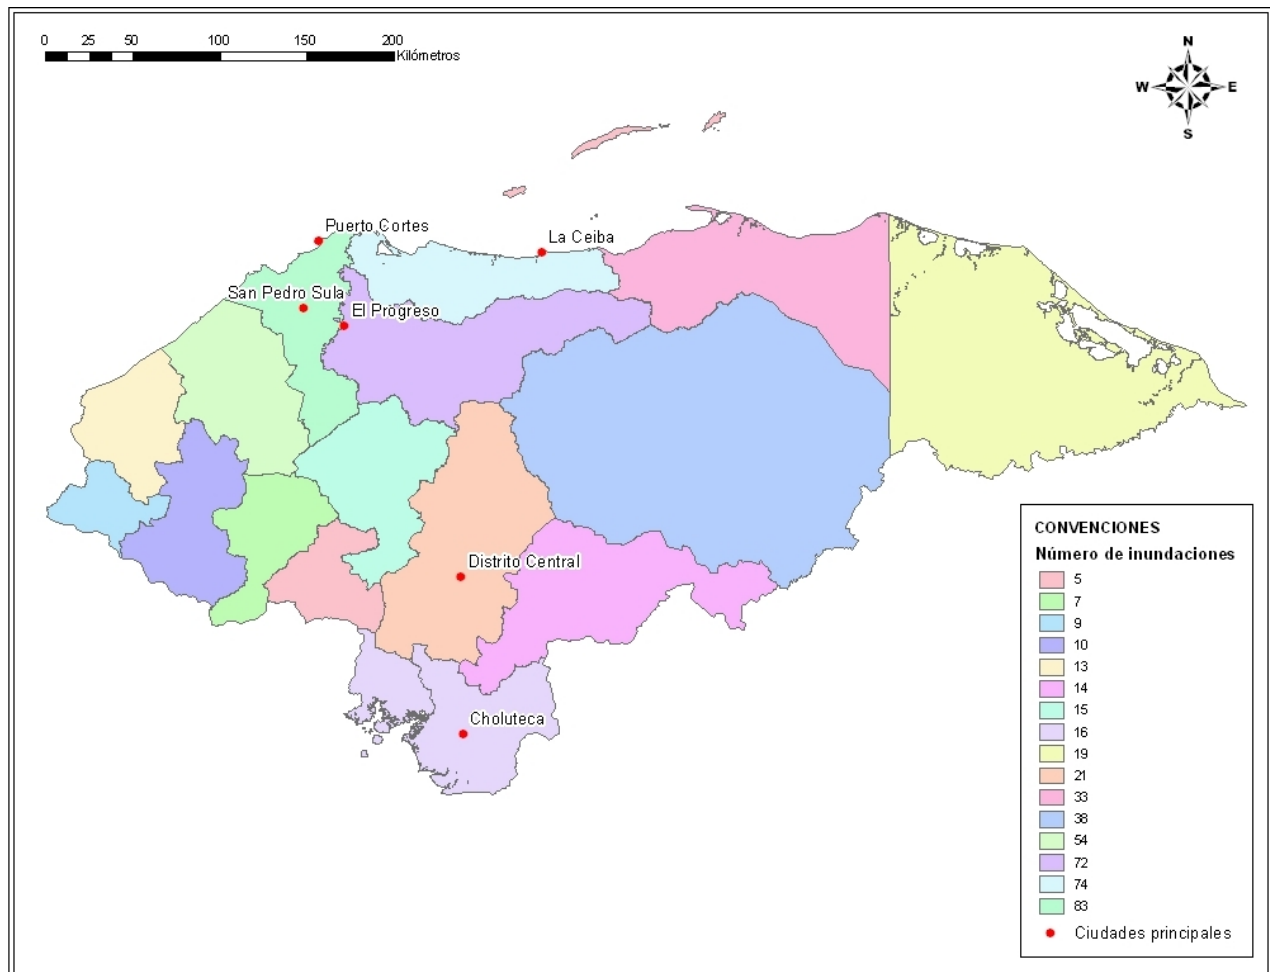 0 25 50 100 150 200
Kilómetros
N
W E
S
Puerto Cortes
La Ceiba
San Pedro Sula
El Progreso
Distrito Central
Choluteca
CONVENCIONES
Número de inundaciones
5
7
9
10
13
14
15
16
19
21
33
38
54
72
74
83
Ciudades principales